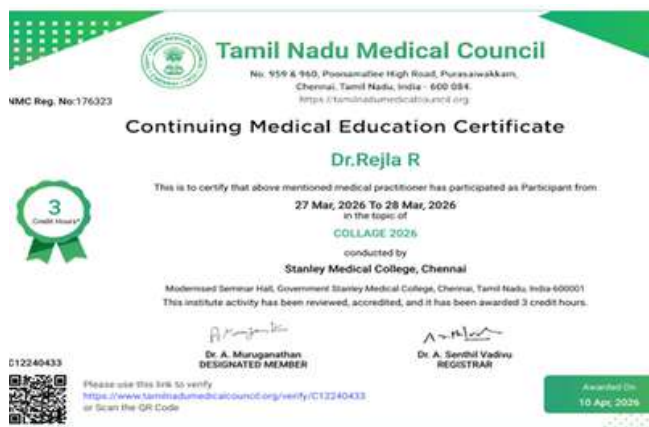 Tamil Nadu Medical Council
No. 959 & 960, Poonamallee High Road, Purasaiwakkam,
Chennai, Tamil Nadu, India - 600 084.
https://tamilnadumedicalcouncil.org
NMC Reg. No:176323
Continuing Medical Education Certificate
Dr.Rejla R
This is to certify that above mentioned medical practitioner has participated as Participant from
27 Mar, 2026 To 28 Mar, 2026
in the topic of
COLLAGE 2026
3
Credit Hours*
conducted by
Stanley Medical College, Chennai
Modernised Seminar Hall, Government Stanley Medical College, Chennai, Tamil Nadu, India-600001
This institute activity has been reviewed, accredited, and it has been awarded 3 credit hours.
Dr. A. Muruganathan
DESIGNATED MEMBER
Dr. A. Senthil Vadivu
REGISTRAR
C12240433
Please use this link to verify
https://www.tamilnadumedicalcouncil.org/verify/C12240433
or Scan the QR Code
Awarded On
10 Apr, 2026